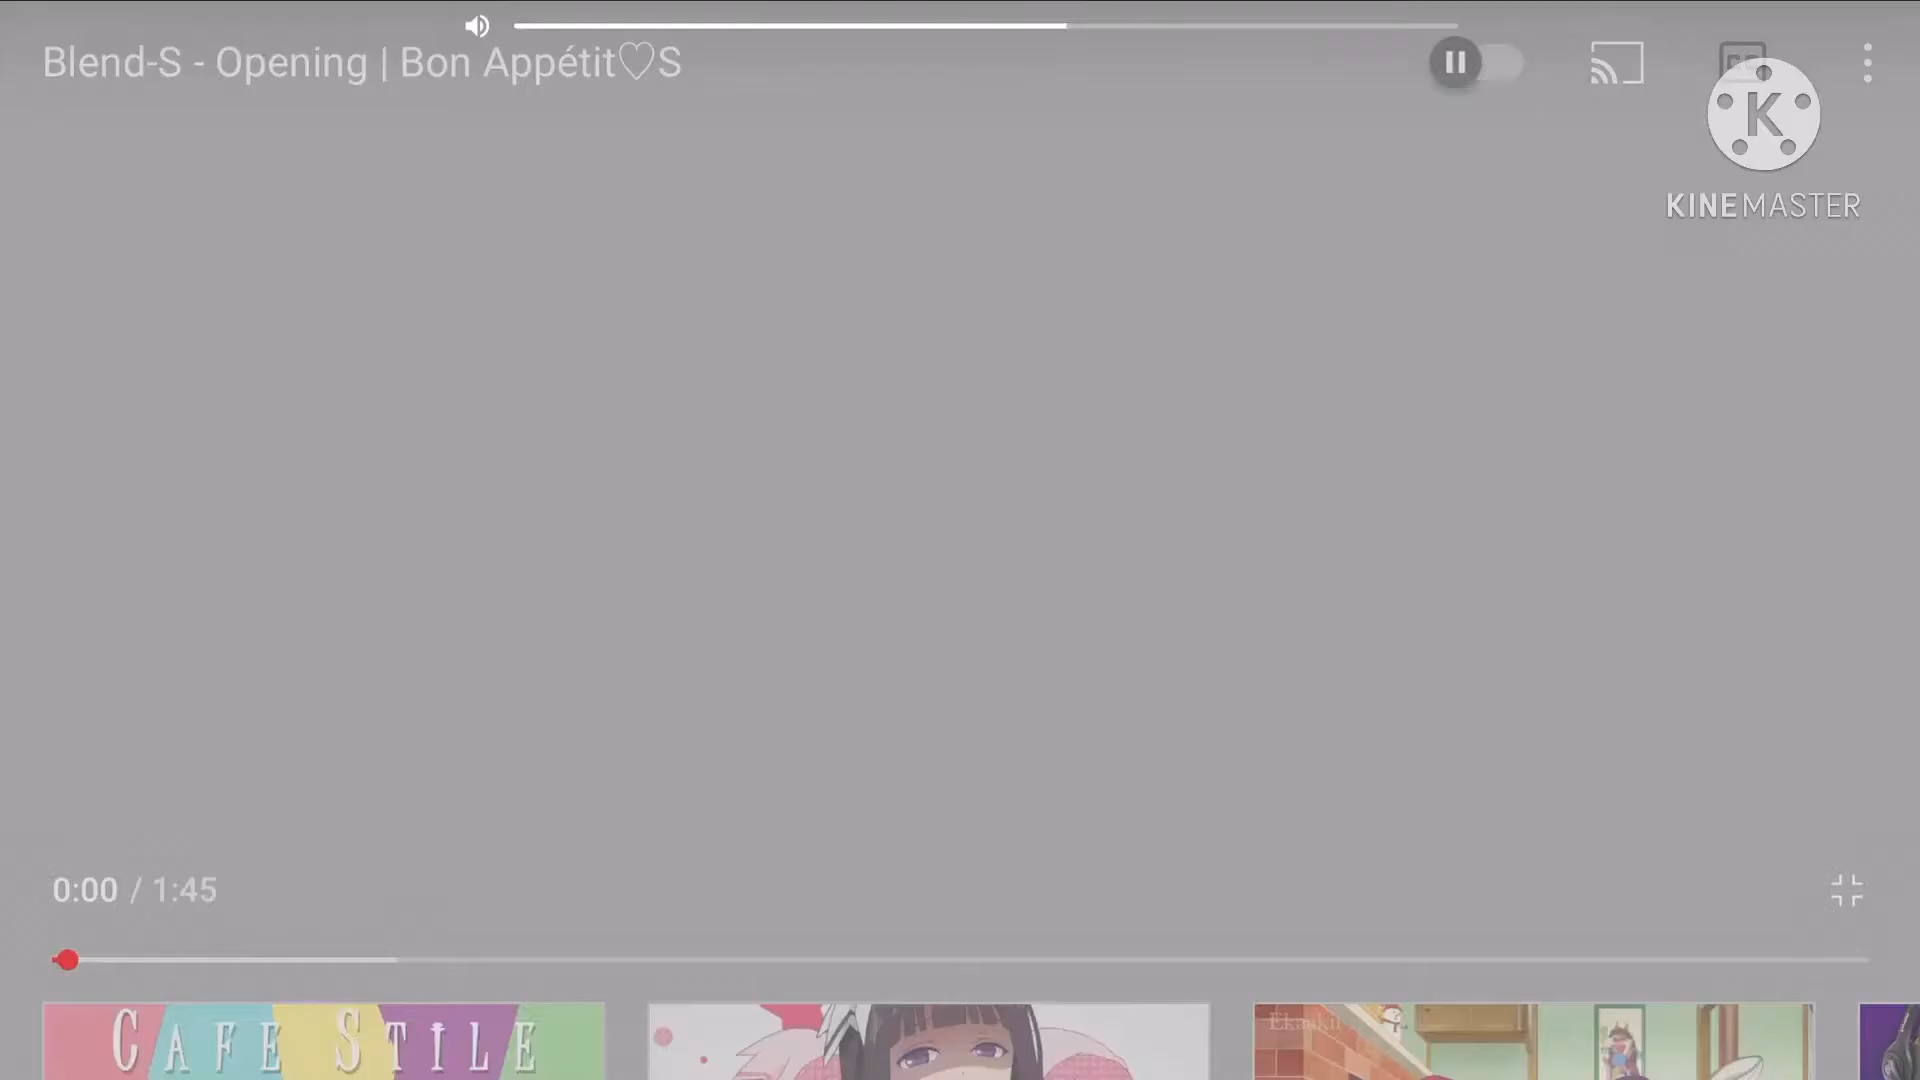 Blend-S - Opening | Bon Appétit♡S
KINEMASTER
0:00 / 1:45
CAFE STILE